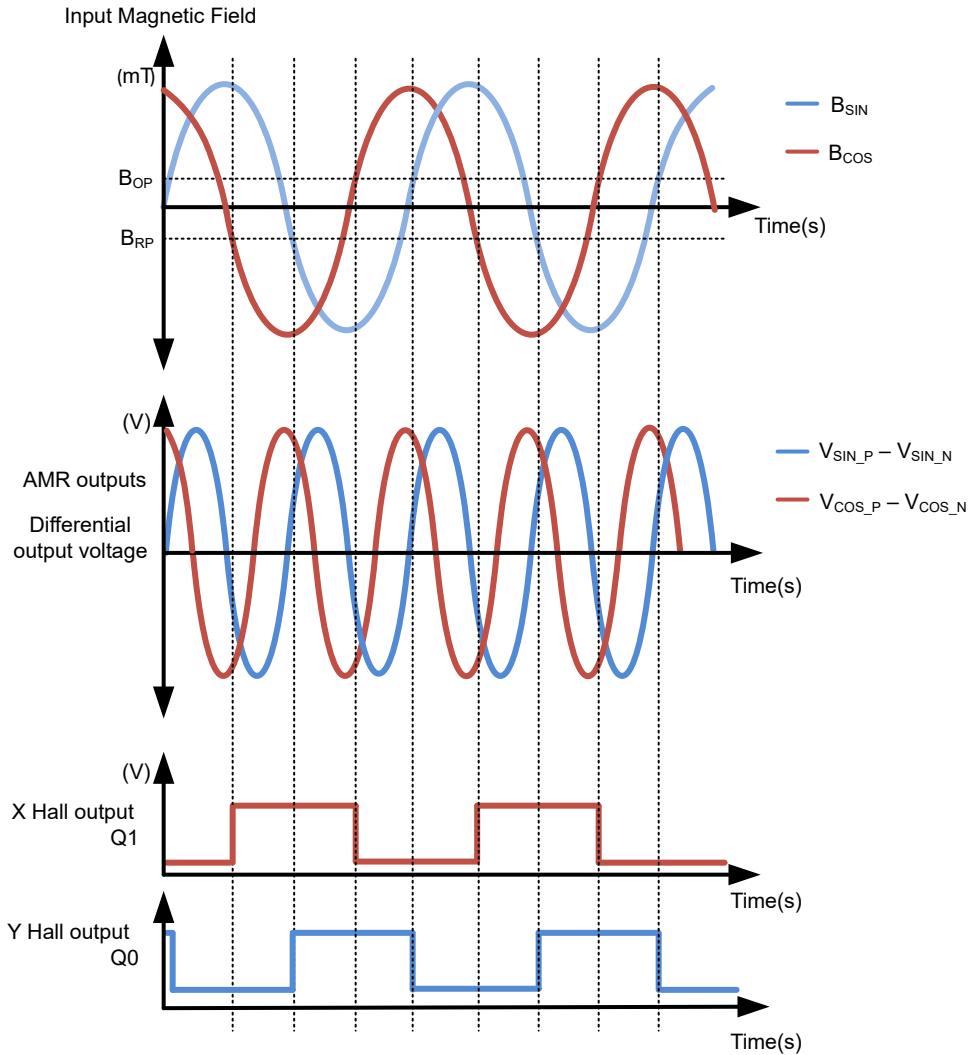 Input Magnetic Field
(mT)
B_SIN
B_COS
B_OP
B_RP
Time(s)
(V)
AMR outputs
Differential
output voltage
V_SIN_P – V_SIN_N
V_COS_P – V_COS_N
Time(s)
(V)
X Hall output
Q1
Time(s)
Y Hall output
Q0
Time(s)